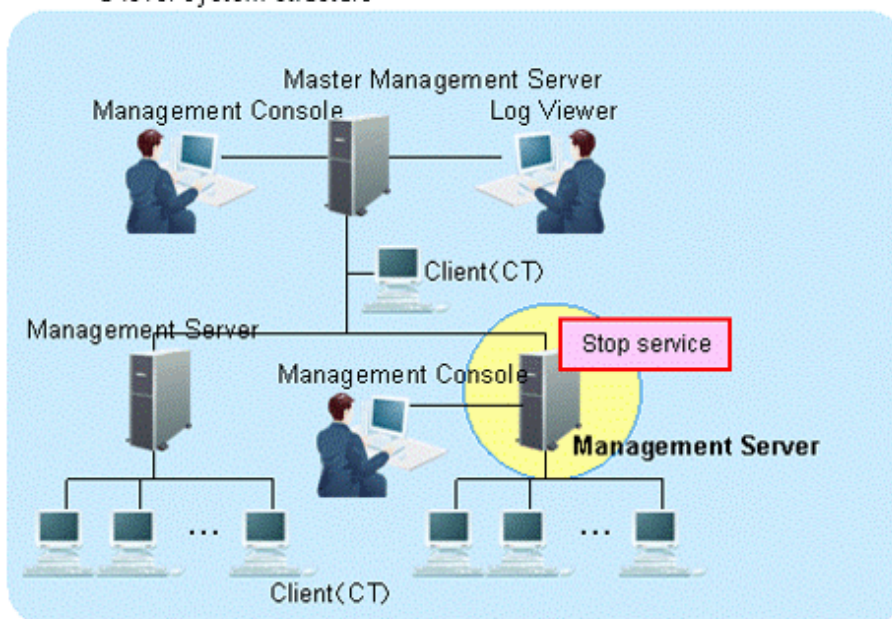 Master Management Server
Management Console
Log Viewer
Client(CT)
Management Server
Stop service
Management Console
Management Server
...
...
Client(CT)